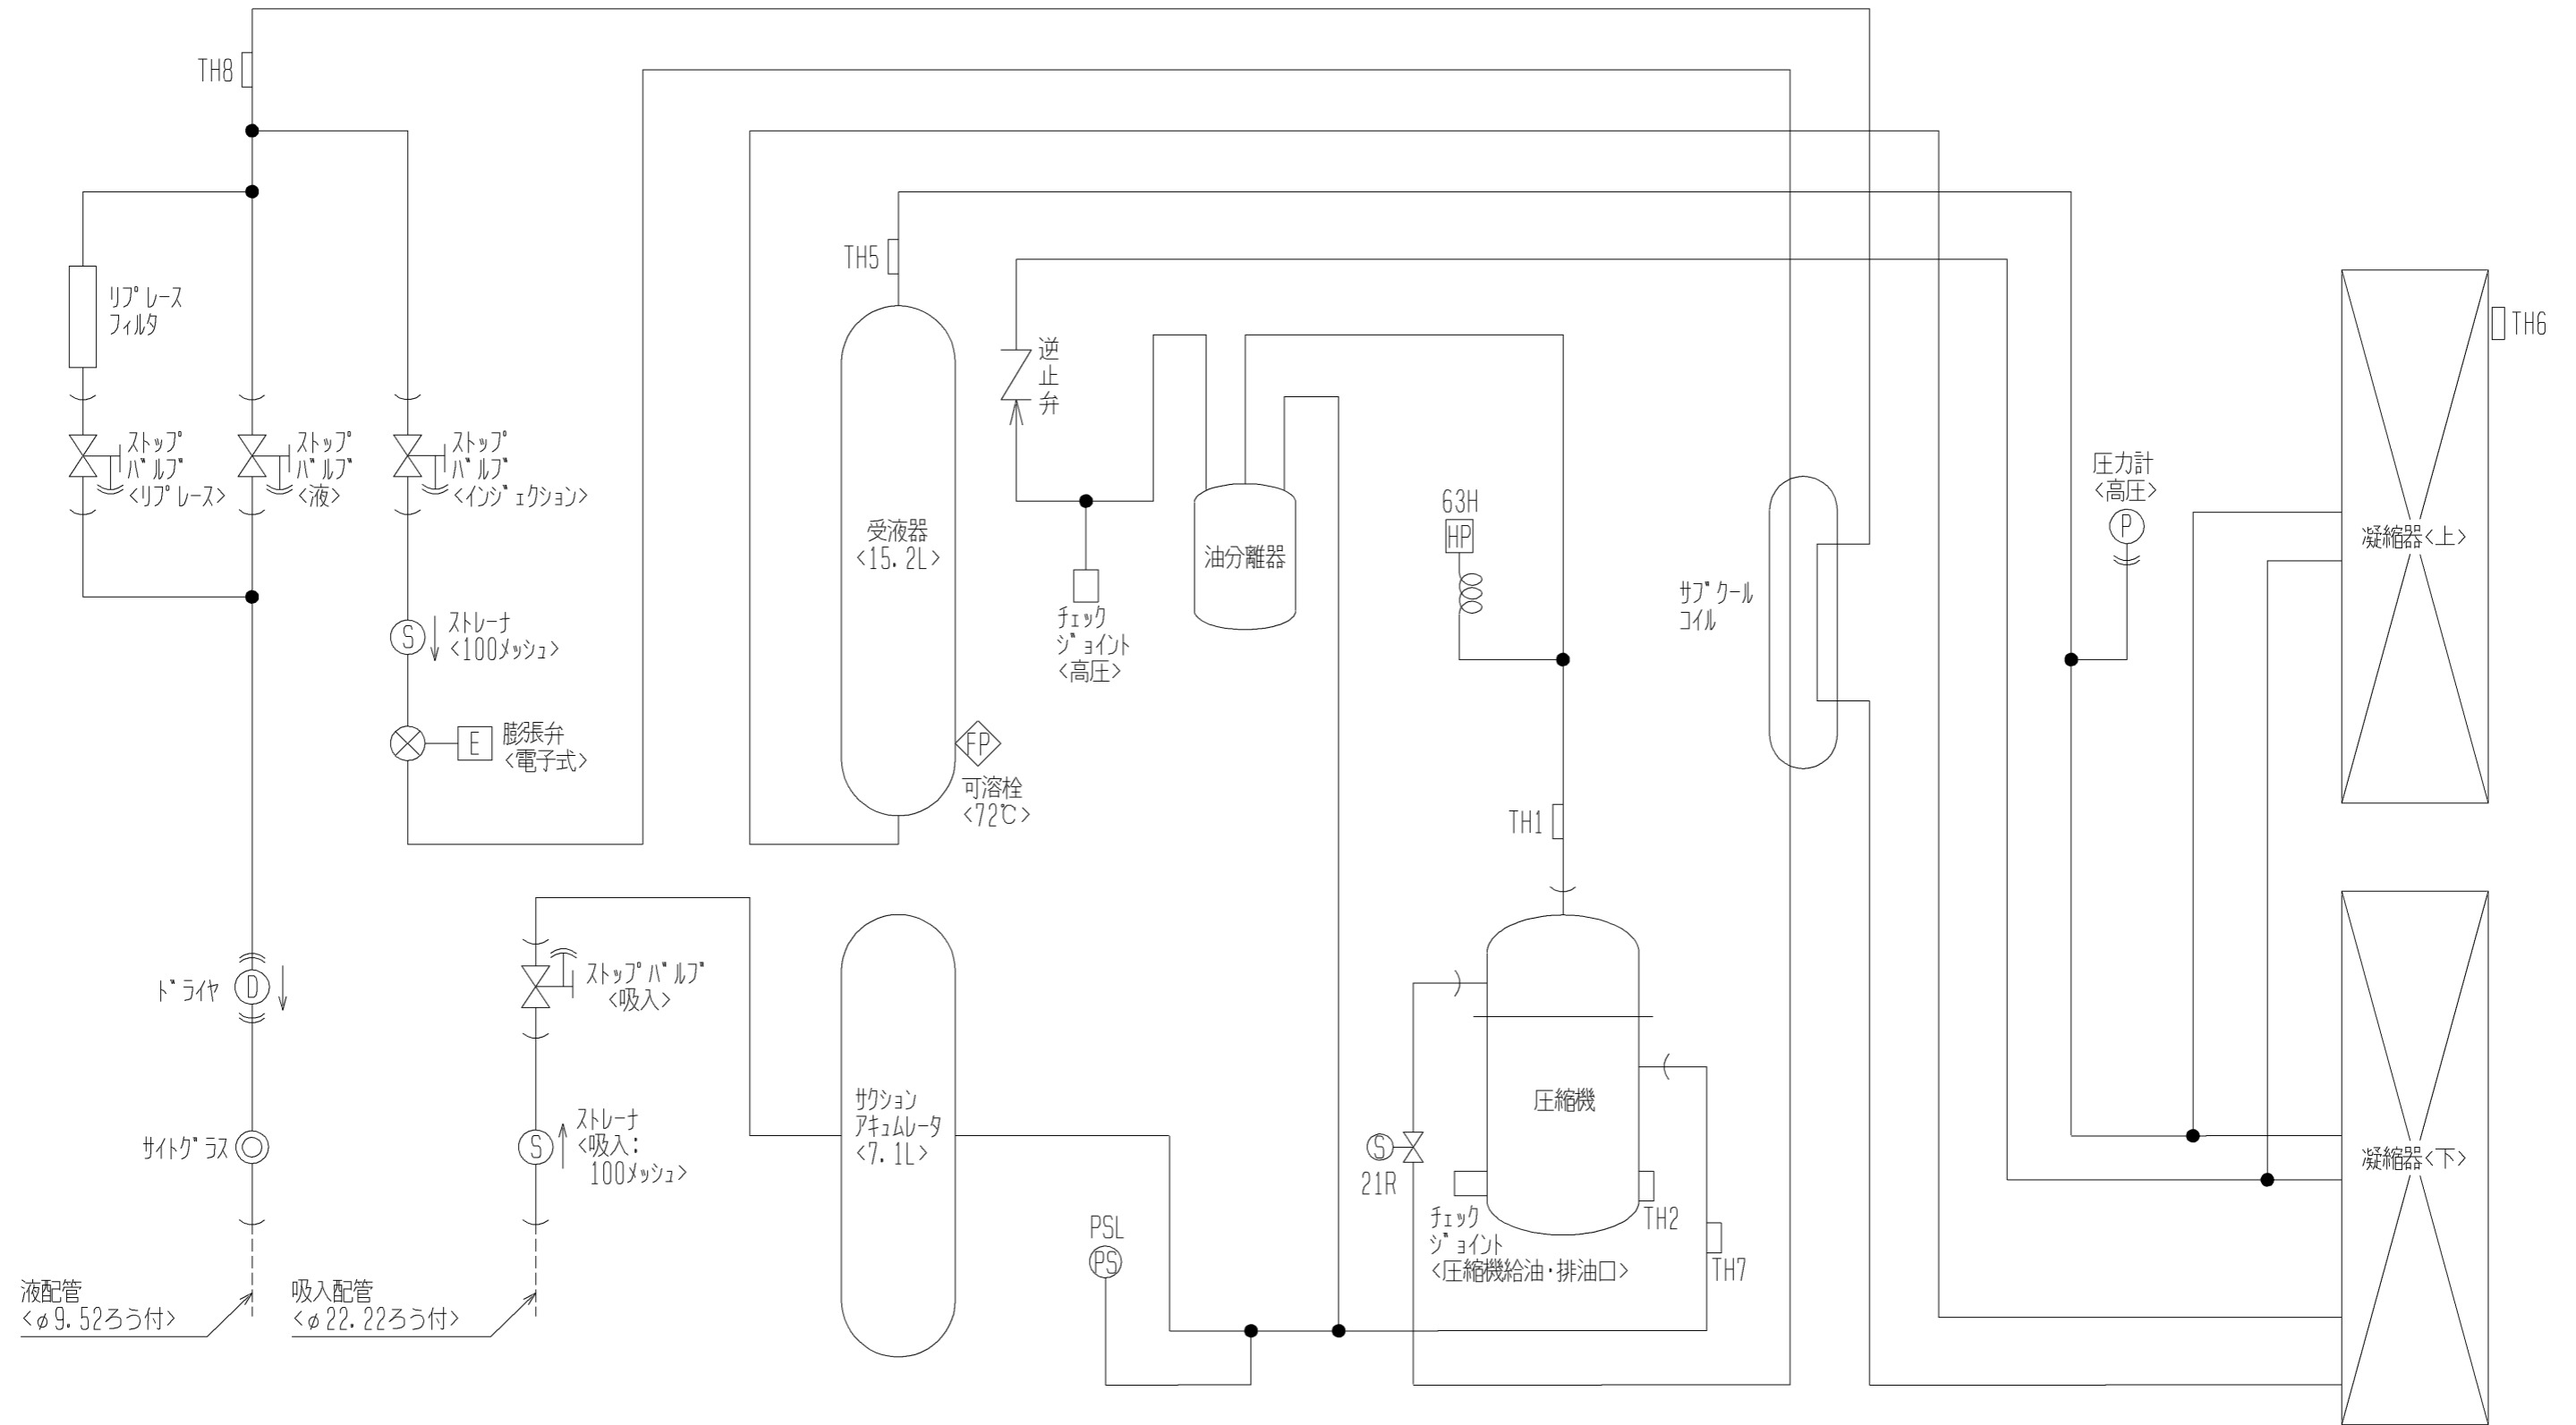 TH8
リプレース
フィルタ
ストップ
バルブ
<リプレース>
ストップ
バルブ
<液>
ストップ
バルブ
<インジェクション>
S
ストレーナ
<100メッシュ>
E
膨張弁
<電子式>
D
ドライヤ
サイトグラス
液配管
<φ9.52ろう付>
ストップバルブ
<吸入>
S
ストレーナ
<吸入:
100メッシュ>
吸入配管
<φ22.22ろう付>
TH5
受液器
<15.2L>
FP
可溶栓
<72℃>
逆
止
弁
チェック
ジョイント
<高圧>
油分離器
63H
HP
TH1
サブクール
コイル
圧力計
<高圧>
P
凝縮器<上>
TH6
サクション
アキュムレータ
<7.1L>
PSL
PS
圧縮機
S
21R
チェック
ジョイント
<圧縮機給油・排油口>
TH2
TH7
凝縮器<下>